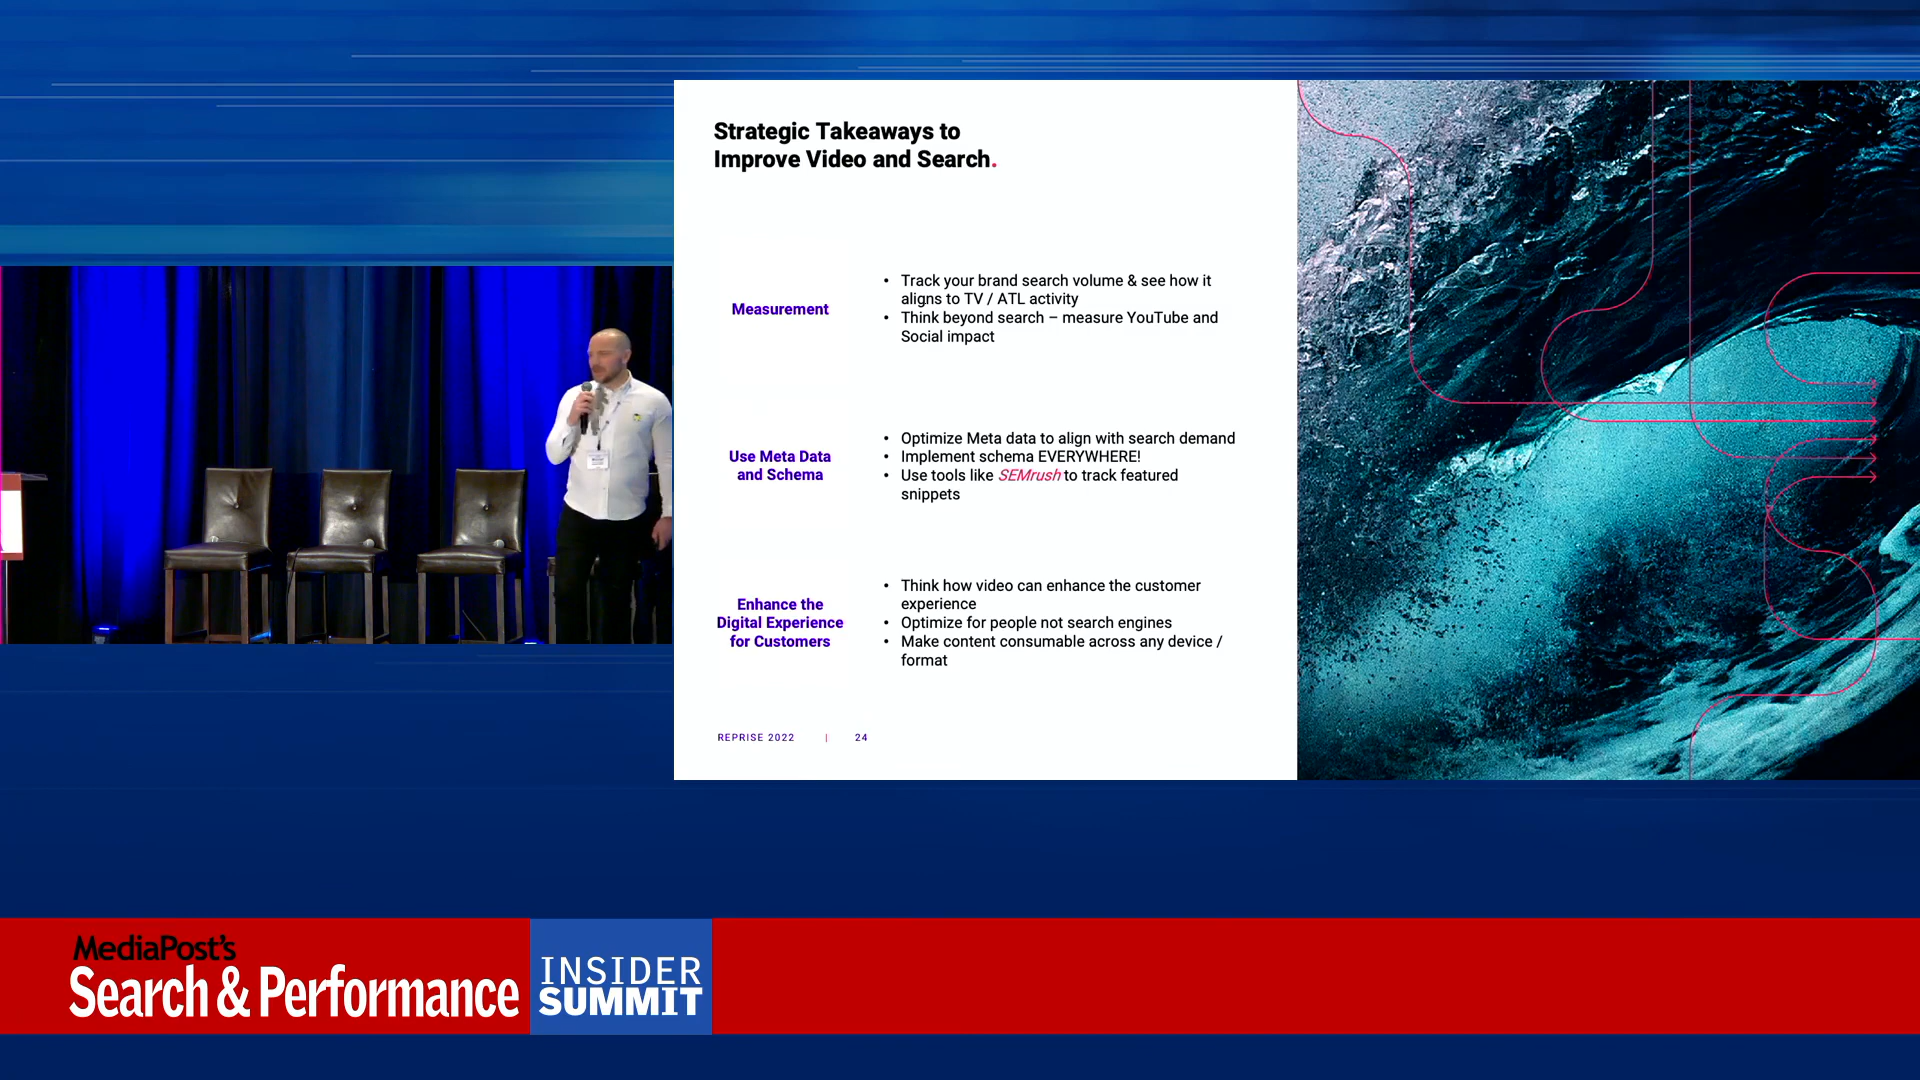 Strategic Takeaways to
Improve Video and Search.
Measurement
• Track your brand search volume & see how it
aligns to TV / ATL activity
• Think beyond search – measure YouTube and
Social impact
Use Meta Data
and Schema
• Optimize Meta data to align with search demand
• Implement schema EVERYWHERE!
• Use tools like SEMrush to track featured
snippets
Enhance the
Digital Experience
for Customers
• Think how video can enhance the customer
experience
• Optimize for people not search engines
• Make content consumable across any device /
format
REPRISE 2022 | 24
MediaPost's
Search & Performance
INSIDER
SUMMIT